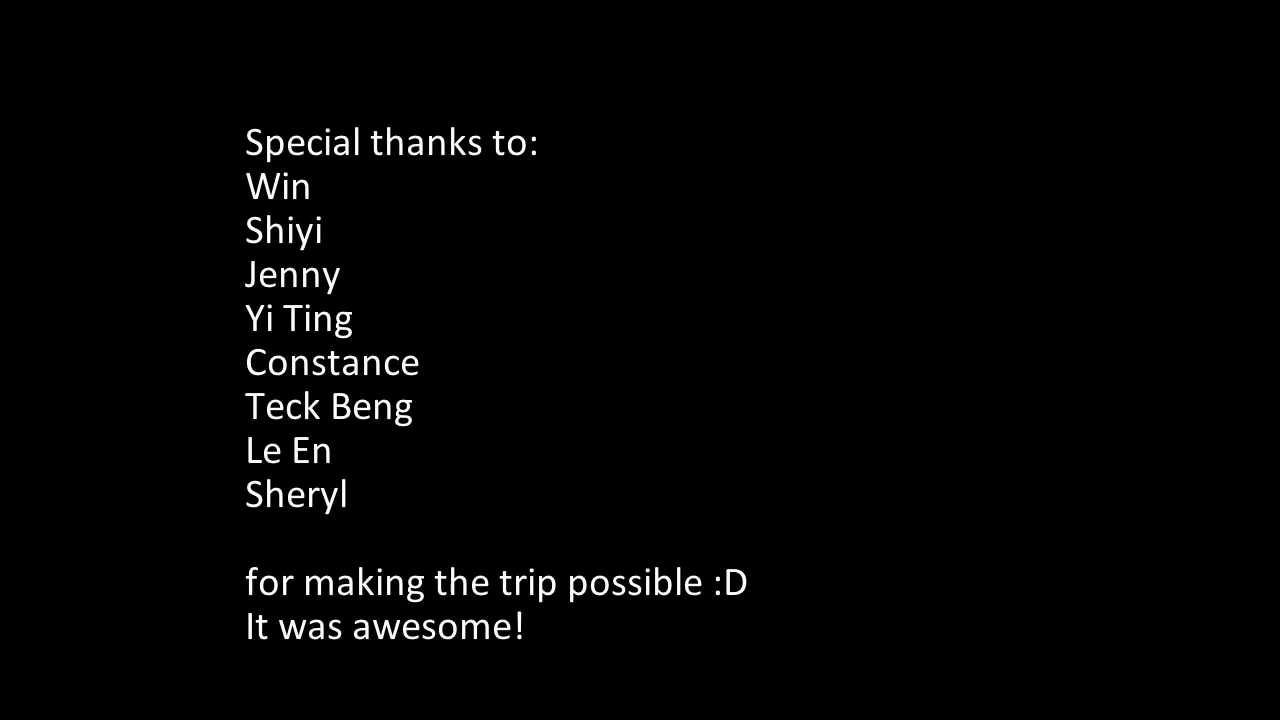 Special thanks to:
Win
Shiyi
Jenny
Yi Ting
Constance
Teck Beng
Le En
Sheryl
for making the trip possible :D
It was awesome!